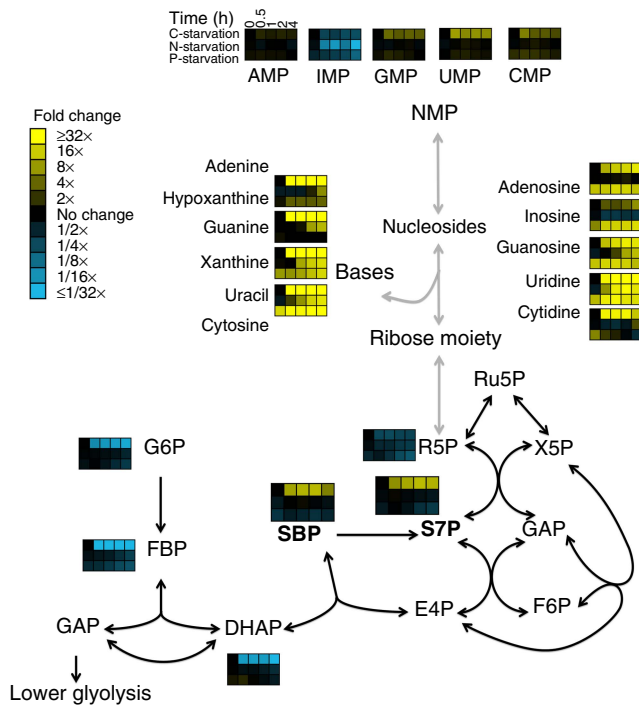 Time (h)
0 0.5 1 2 4
C-starvation
N-starvation
P-starvation
AMP IMP GMP UMP CMP
NMP
Fold change
≥32×
16×
8×
4×
2×
No change
1/2×
1/4×
1/8×
1/16×
≤1/32×
Adenine
Hypoxanthine
Guanine
Xanthine
Uracil
Cytosine
Bases
Nucleosides
Adenosine
Inosine
Guanosine
Uridine
Cytidine
Ribose moiety
Ru5P
G6P
R5P
X5P
FBP
SBP
S7P
GAP
GAP
DHAP
E4P
F6P
Lower glyolysis